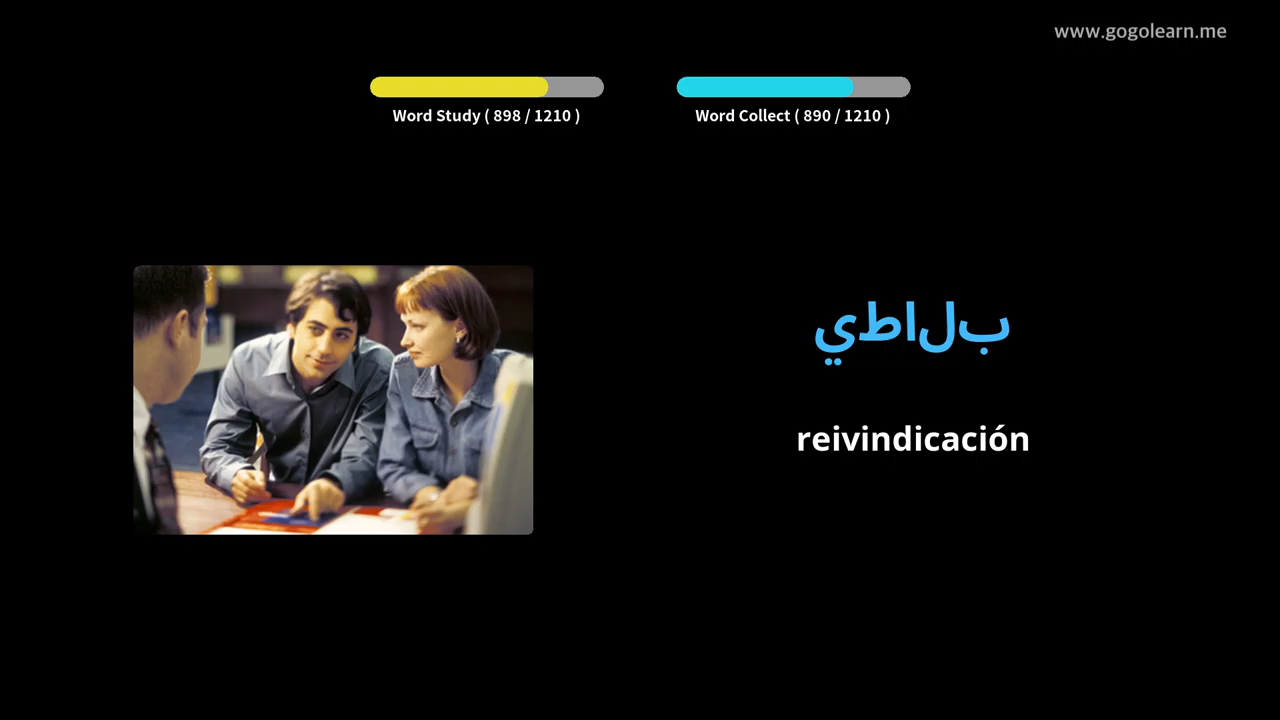 www.gogolearn.me
Word Study ( 898 / 1210 )
Word Collect ( 890 / 1210 )
بلاطي
reivindicación